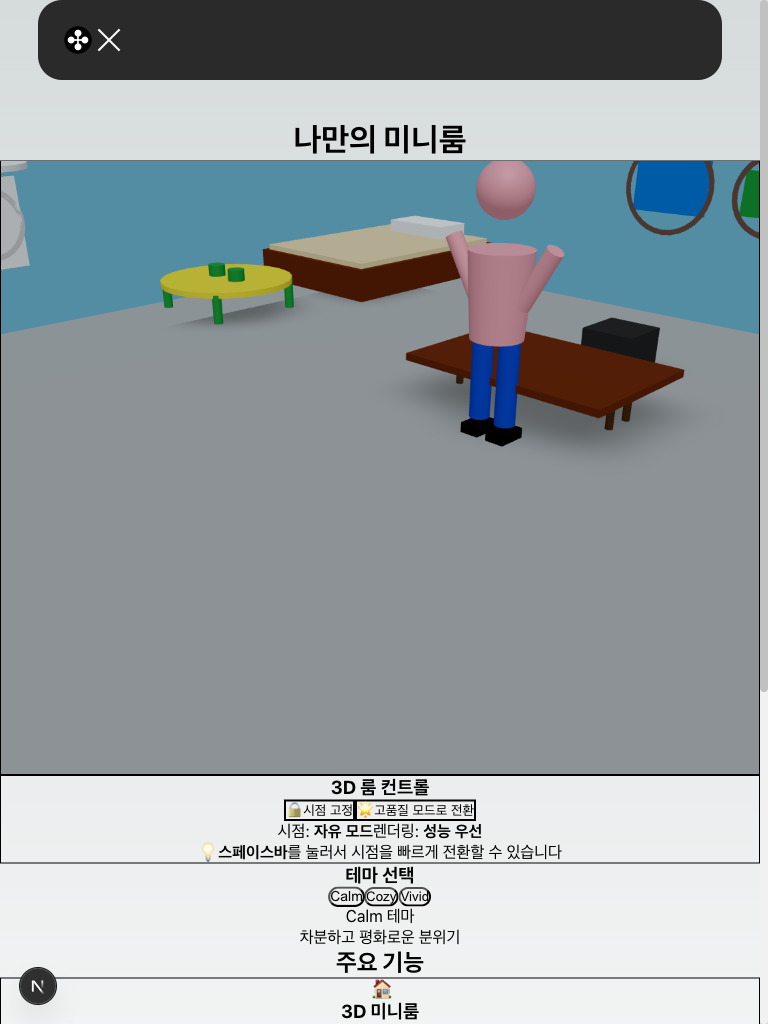 나만의 미니룸
3D 룸 컨트롤
🔒시점 고정 🌟고품질 모드로 전환
시점: 자유 모드렌더링: 성능 우선
💡 스페이스바를 눌러서 시점을 빠르게 전환할 수 있습니다
테마 선택
Calm Cozy Vivid
Calm 테마
차분하고 평화로운 분위기
주요 기능
N
🏠
3D 미니룸